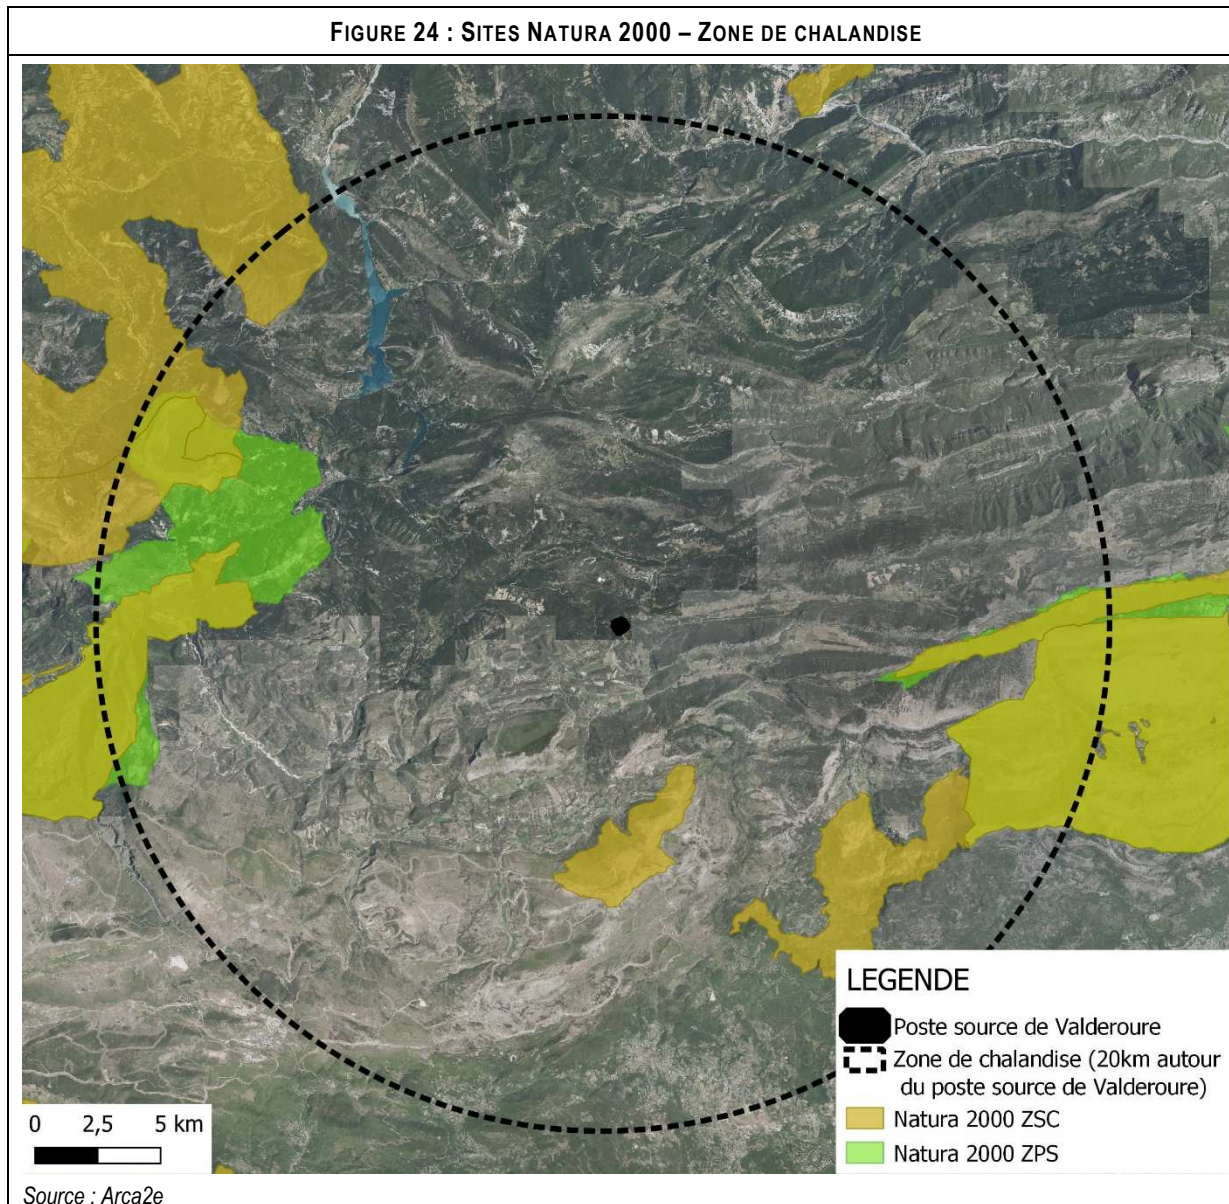 FIGURE 24 : SITES NATURA 2000 – ZONE DE CHALANDISE
LEGENDE
Poste source de Valderoure
Zone de chalandise (20km autour
du poste source de Valderoure)
Natura 2000 ZSC
Natura 2000 ZPS
0 2,5 5 km
Source : Arca2e